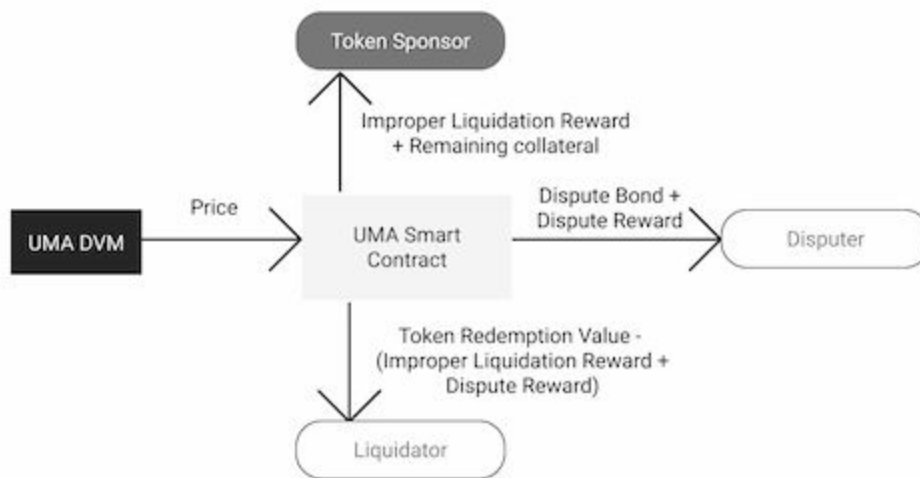 Token Sponsor
Improper Liquidation Reward
+ Remaining collateral
Price
Dispute Bond +
Dispute Reward
UMA DVM
UMA Smart
Contract
Disputer
Token Redemption Value -
(Improper Liquidation Reward +
Dispute Reward)
Liquidator